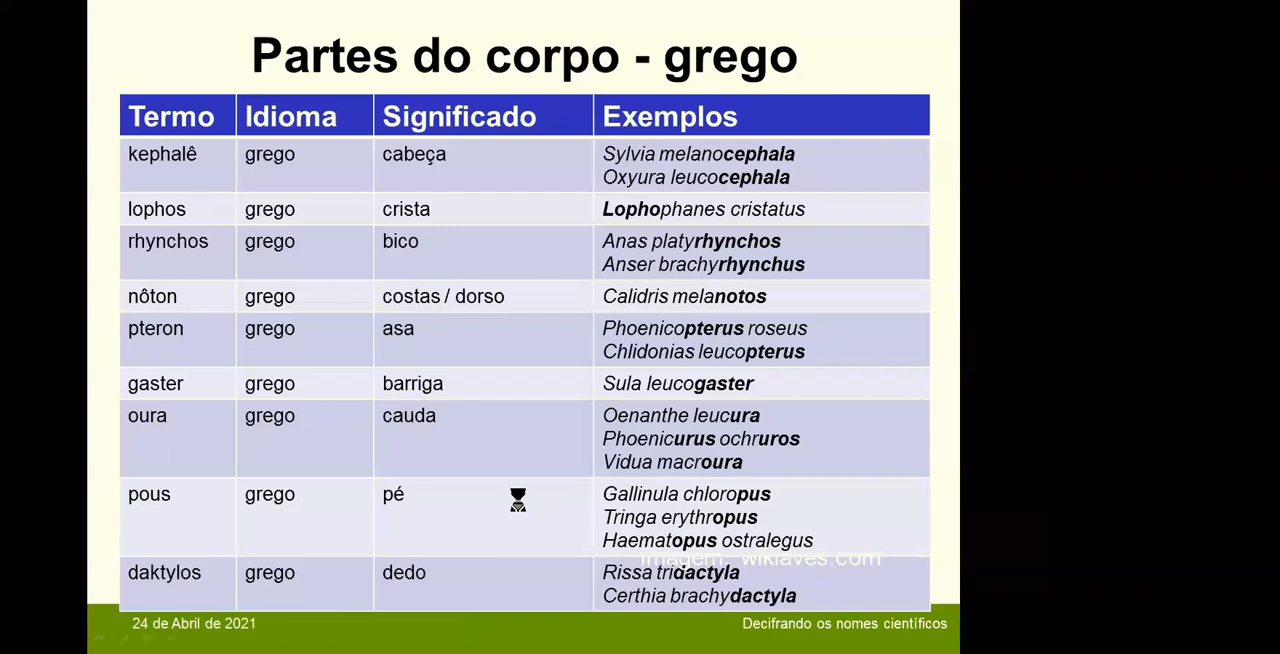 Partes do corpo - grego
Termo Idioma Significado Exemplos
kephalê grego cabeça Sylvia melanocephala
Oxyura leucocephala
lophos grego crista Lophophanes cristatus
rhynchos grego bico Anas platyrhynchos
Anser brachyrhynchus
nôton grego costas / dorso Calidris melanotos
pteron grego asa Phoenicopterus roseus
Chlidonias leucopterus
gaster grego barriga Sula leucogaster
oura grego cauda Oenanthe leucura
Phoenicurus ochruros
Vidua macroura
pous grego pé Gallinula chloropus
Tringa erythropus
Haematopus ostralegus
Imagem: wikiaves.com
daktylos grego dedo Rissa tridactyla
Certhia brachydactyla
24 de Abril de 2021 Decifrando os nomes científicos